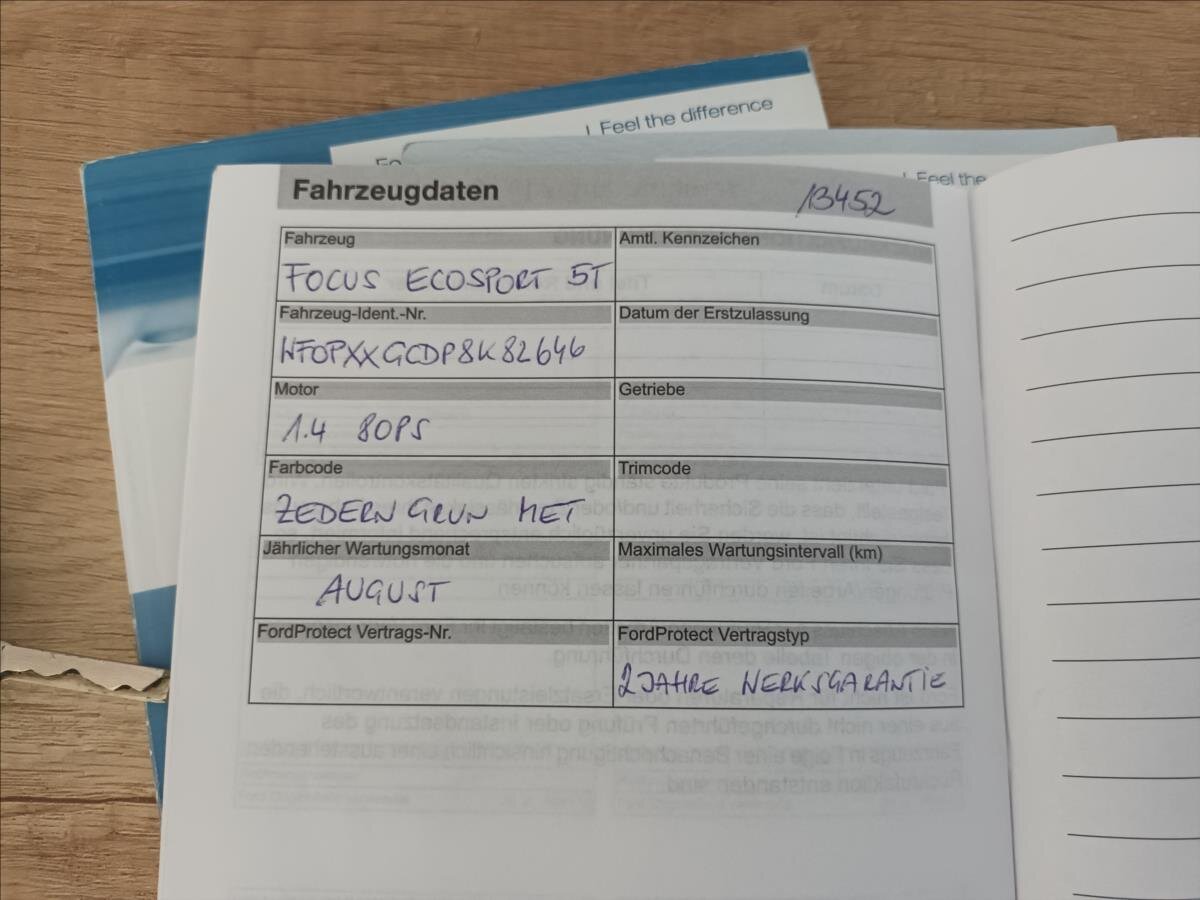 | Feel the difference
| Feel the
Fahrzeugdaten 13452
Fahrzeug Amtl. Kennzeichen
FOCUS ECOSPORT 5T
Fahrzeug-Ident.-Nr. Datum der Erstzulassung
WFOPXXGCDP8K82646
Motor Getriebe
1.4 80PS
Farbcode Trimcode
ZEDERN GRUN MET
Jährlicher Wartungsmonat Maximales Wartungsintervall (km)
AUGUST
FordProtect Vertrags-Nr. FordProtect Vertragstyp
2 JAHRE WERKSGARANTIE